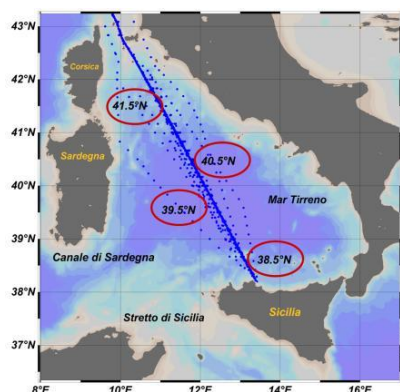 43°N
42°N
Corsica
41.5°N
41°N
Sardegna
40.5°N
40°N
Mar Tirreno
39.5°N
39°N
Canale di Sardegna
38.5°N
38°N
Sicilia
Stretto di Sicilia
37°N
8°E
10°E
12°E
14°E
16°E